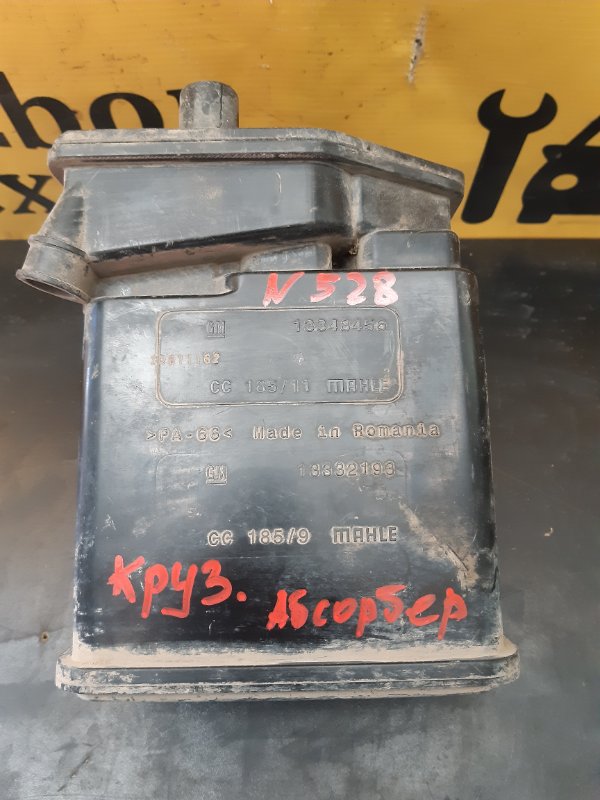 N 528
GM 13348456
CC 185/11 MAHLE
>PA-66< Made in Romania
GM 13332193
CC 185/9 MAHLE
Круз.
Абсорбер